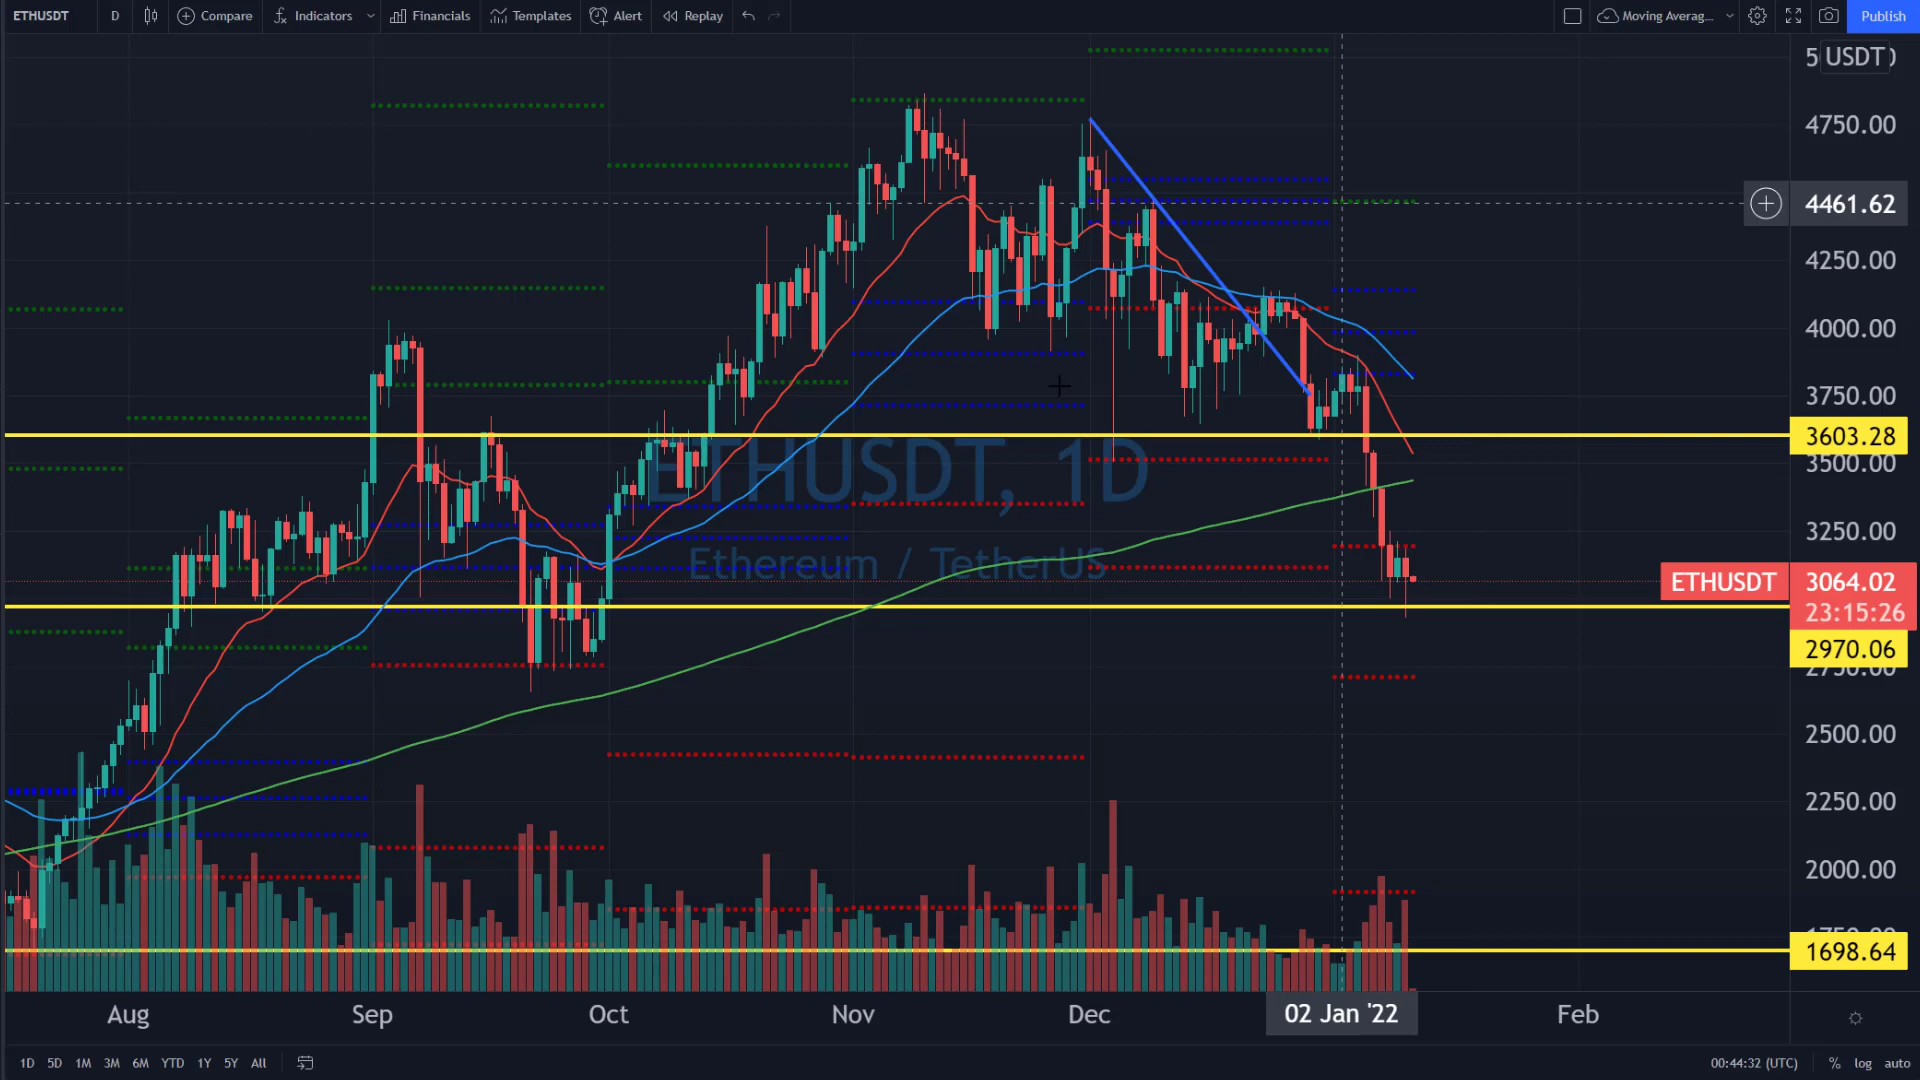 ETHUSDT D Compare Indicators Financials Templates Alert Replay Moving Averag... Publish
USDT
4750.00
4461.62
4250.00
4000.00
3750.00
3603.28
3500.00
ETHUSDT, 1D
3250.00
Ethereum / TetherUS
ETHUSDT 3064.02
23:15:26
2970.06
2500.00
2250.00
2000.00
1698.64
Aug Sep Oct Nov Dec 02 Jan '22 Feb
1D 5D 1M 3M 6M YTD 1Y 5Y All 00:44:32 (UTC) % log auto